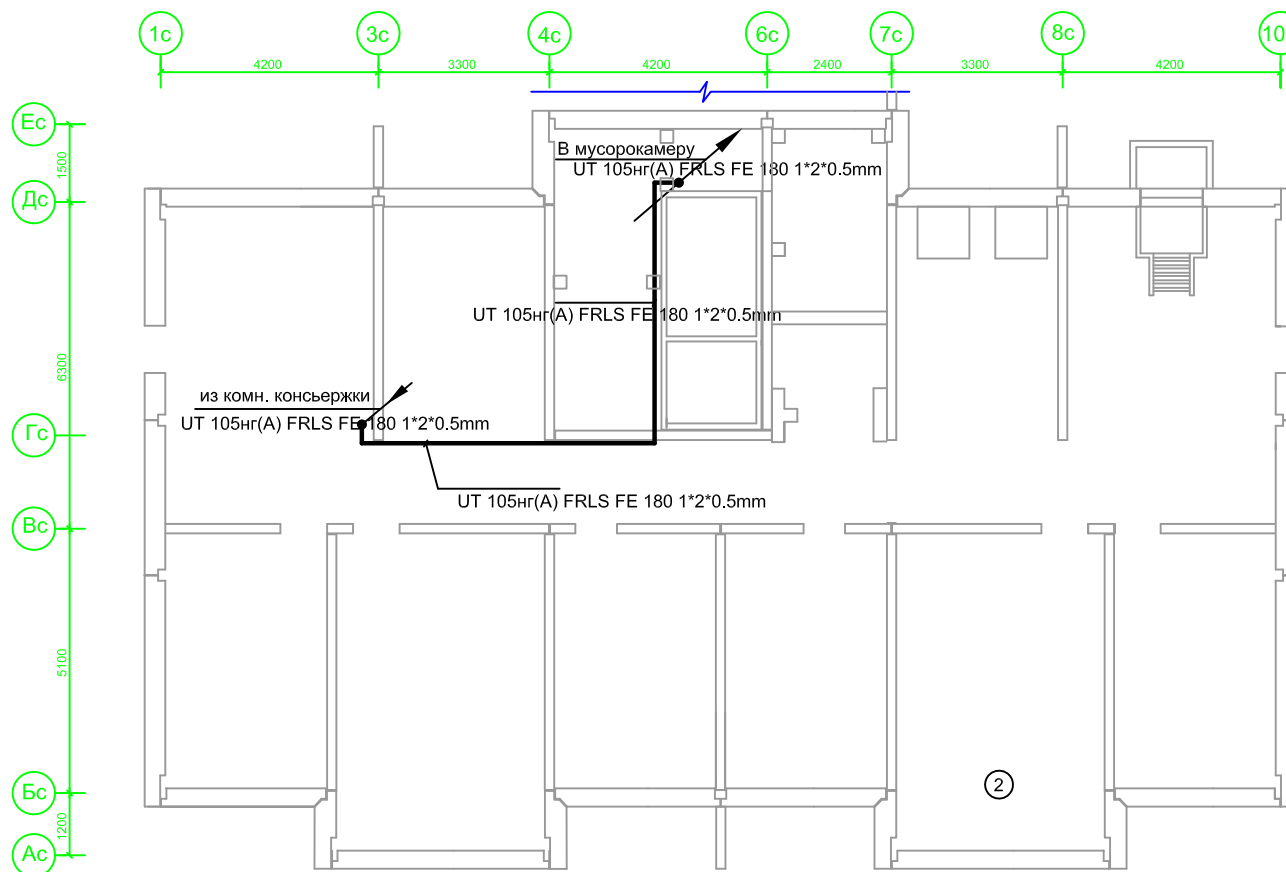 1с 3с 4с 6с 7с 8с 10
4200 3300 4200 2400 3300 4200
Ес
1500
Дс
6300
Гс
Вс
5100
Бс
1200
Ас
В мусорокамеру
UT 105нг(А) FRLS FE 180 1*2*0.5mm
UT 105нг(А) FRLS FE 180 1*2*0.5mm
из комн. консьержки
UT 105нг(А) FRLS FE 180 1*2*0.5mm
UT 105нг(А) FRLS FE 180 1*2*0.5mm
2